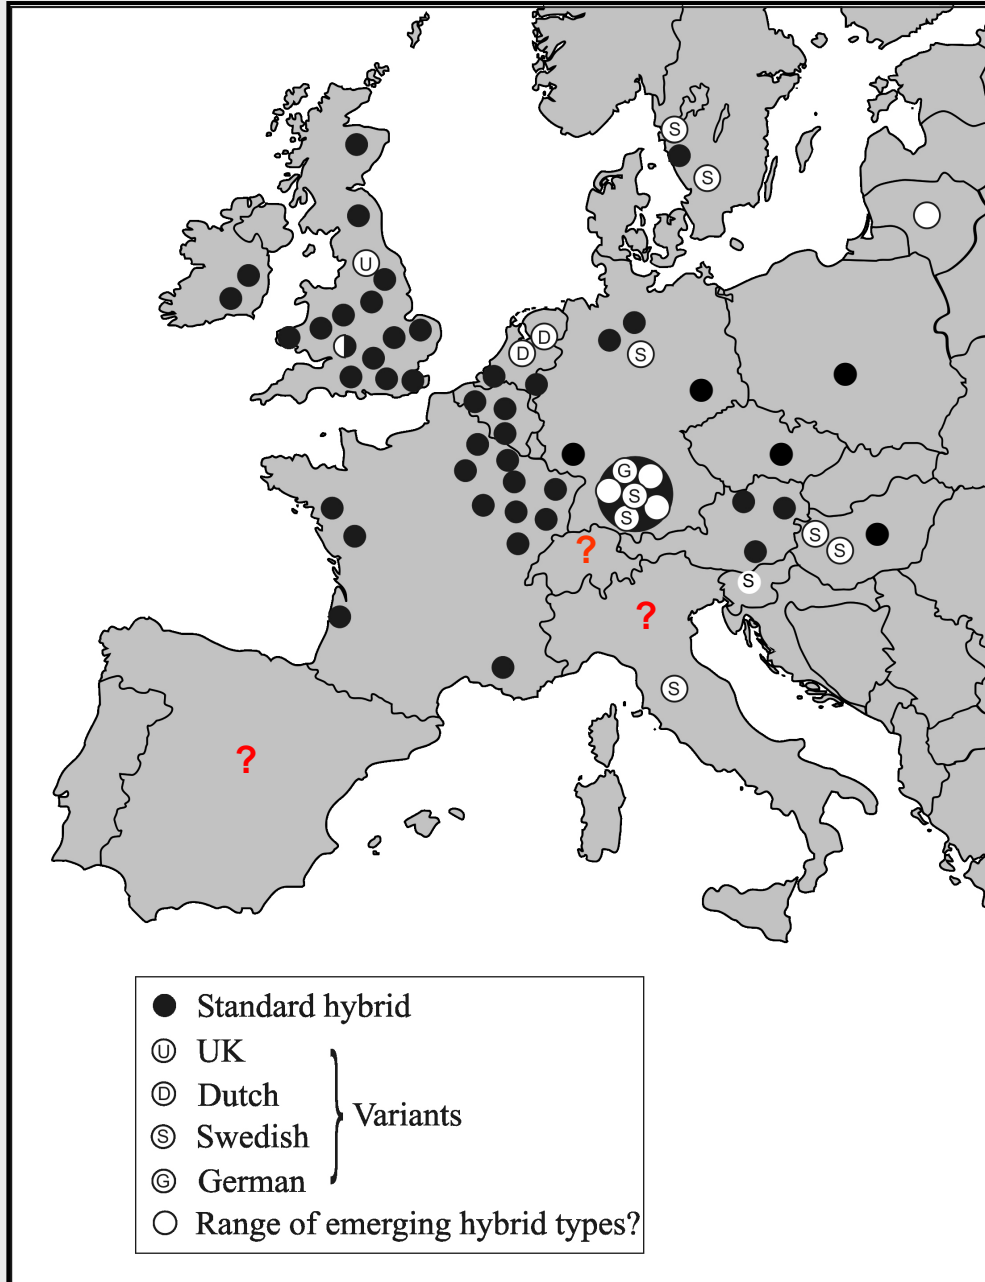 S
S
U
D
D
S
G
S
S
S
S
?
S
?
S
?
Standard hybrid
U UK
D Dutch
Variants
S Swedish
G German
Range of emerging hybrid types?